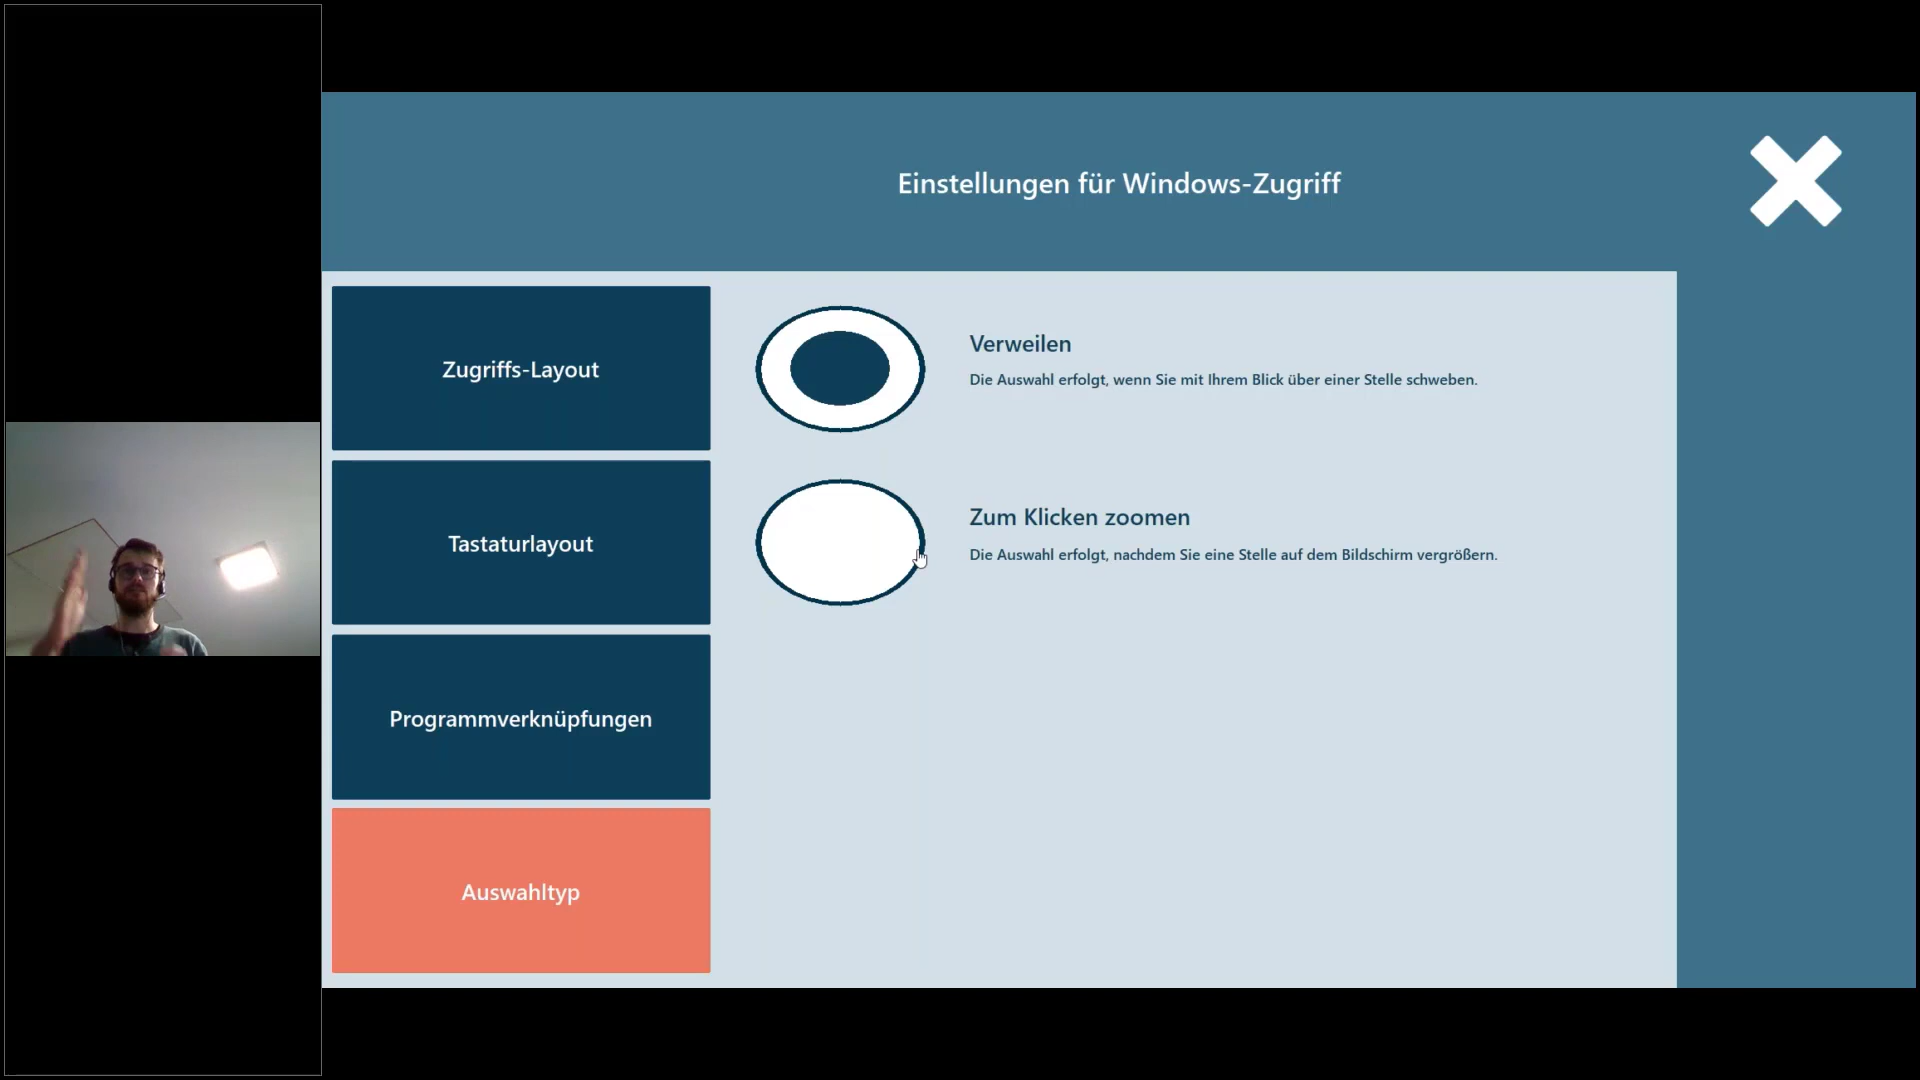 Einstellungen für Windows-Zugriff
Zugriffs-Layout
Verweilen
Die Auswahl erfolgt, wenn Sie mit Ihrem Blick über einer Stelle schweben.
Tastaturlayout
Zum Klicken zoomen
Die Auswahl erfolgt, nachdem Sie eine Stelle auf dem Bildschirm vergrößern.
Programmverknüpfungen
Auswahltyp